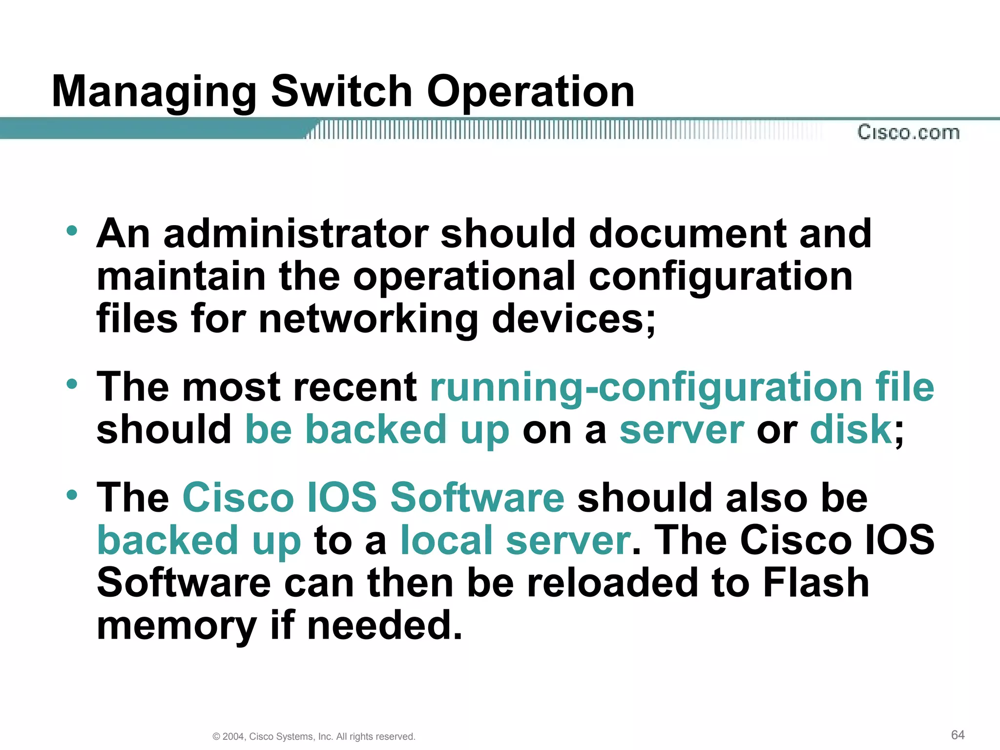 Managing Switch Operation
Cisco.com
• An administrator should document and
maintain the operational configuration
files for networking devices;
• The most recent running-configuration file
should be backed up on a server or disk;
• The Cisco IOS Software should also be
backed up to a local server. The Cisco IOS
Software can then be reloaded to Flash
memory if needed.
© 2004, Cisco Systems, Inc. All rights reserved.
64